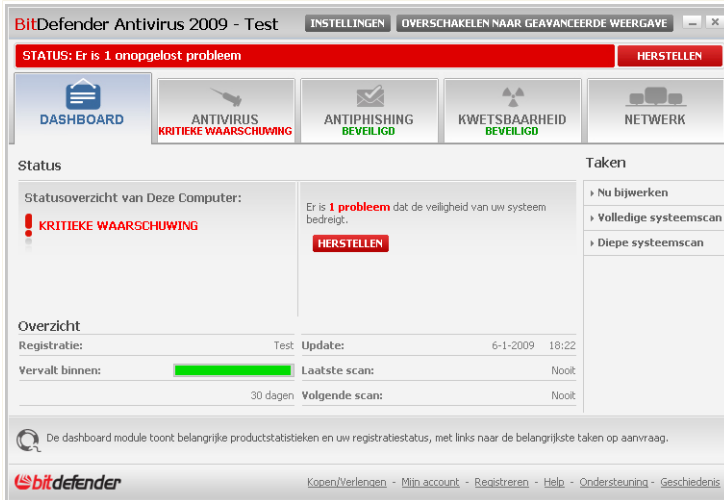 BitDefender Antivirus 2009 - Test
INSTELLINGEN
OVERSCHAKELEN NAAR GEAVANCEERDE WEERGAVE
STATUS: Er is 1 onopgelost probleem
HERSTELLEN
DASHBOARD
ANTIVIRUS
KRITIEKE WAARSCHUWING
ANTIPHISHING
BEVEILIGD
KWETSBAARHEID
BEVEILIGD
NETWERK
Status
Statusoverzicht van Deze Computer:
KRITIEKE WAARSCHUWING
Er is 1 probleem dat de veiligheid van uw systeem
bedreigt.
HERSTELLEN
Taken
Nu bijwerken
Volledige systeemscan
Diepe systeemscan
Overzicht
Registratie: Test
Update: 6-1-2009 18:22
Vervalt binnen:
Laatste scan: Nooit
30 dagen
Volgende scan: Nooit
De dashboard module toont belangrijke productstatistieken en uw registratiestatus, met links naar de belangrijkste taken op aanvraag.
bitdefender
Kopen/Verlengen - Mijn account - Registreren - Help - Ondersteuning - Geschiedenis